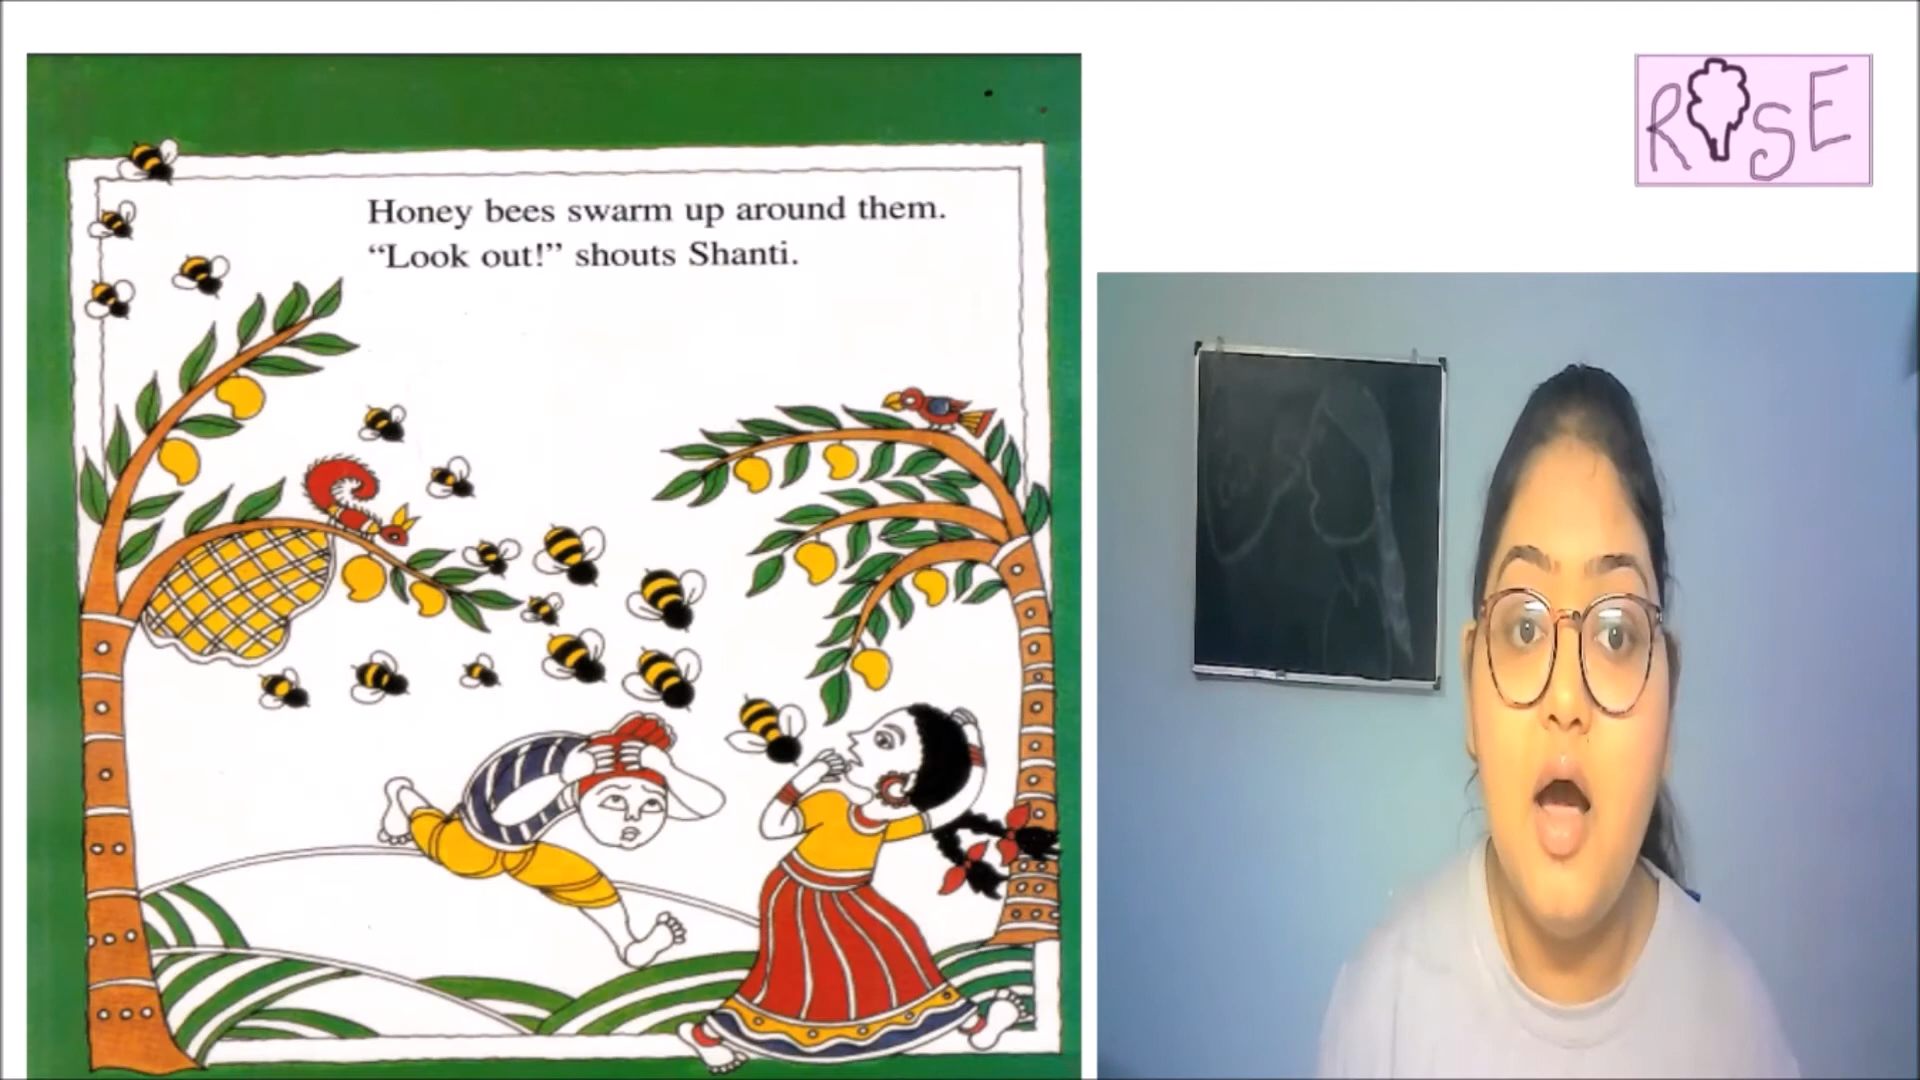 Honey bees swarm up around them.
“Look out!” shouts Shanti.
RISE